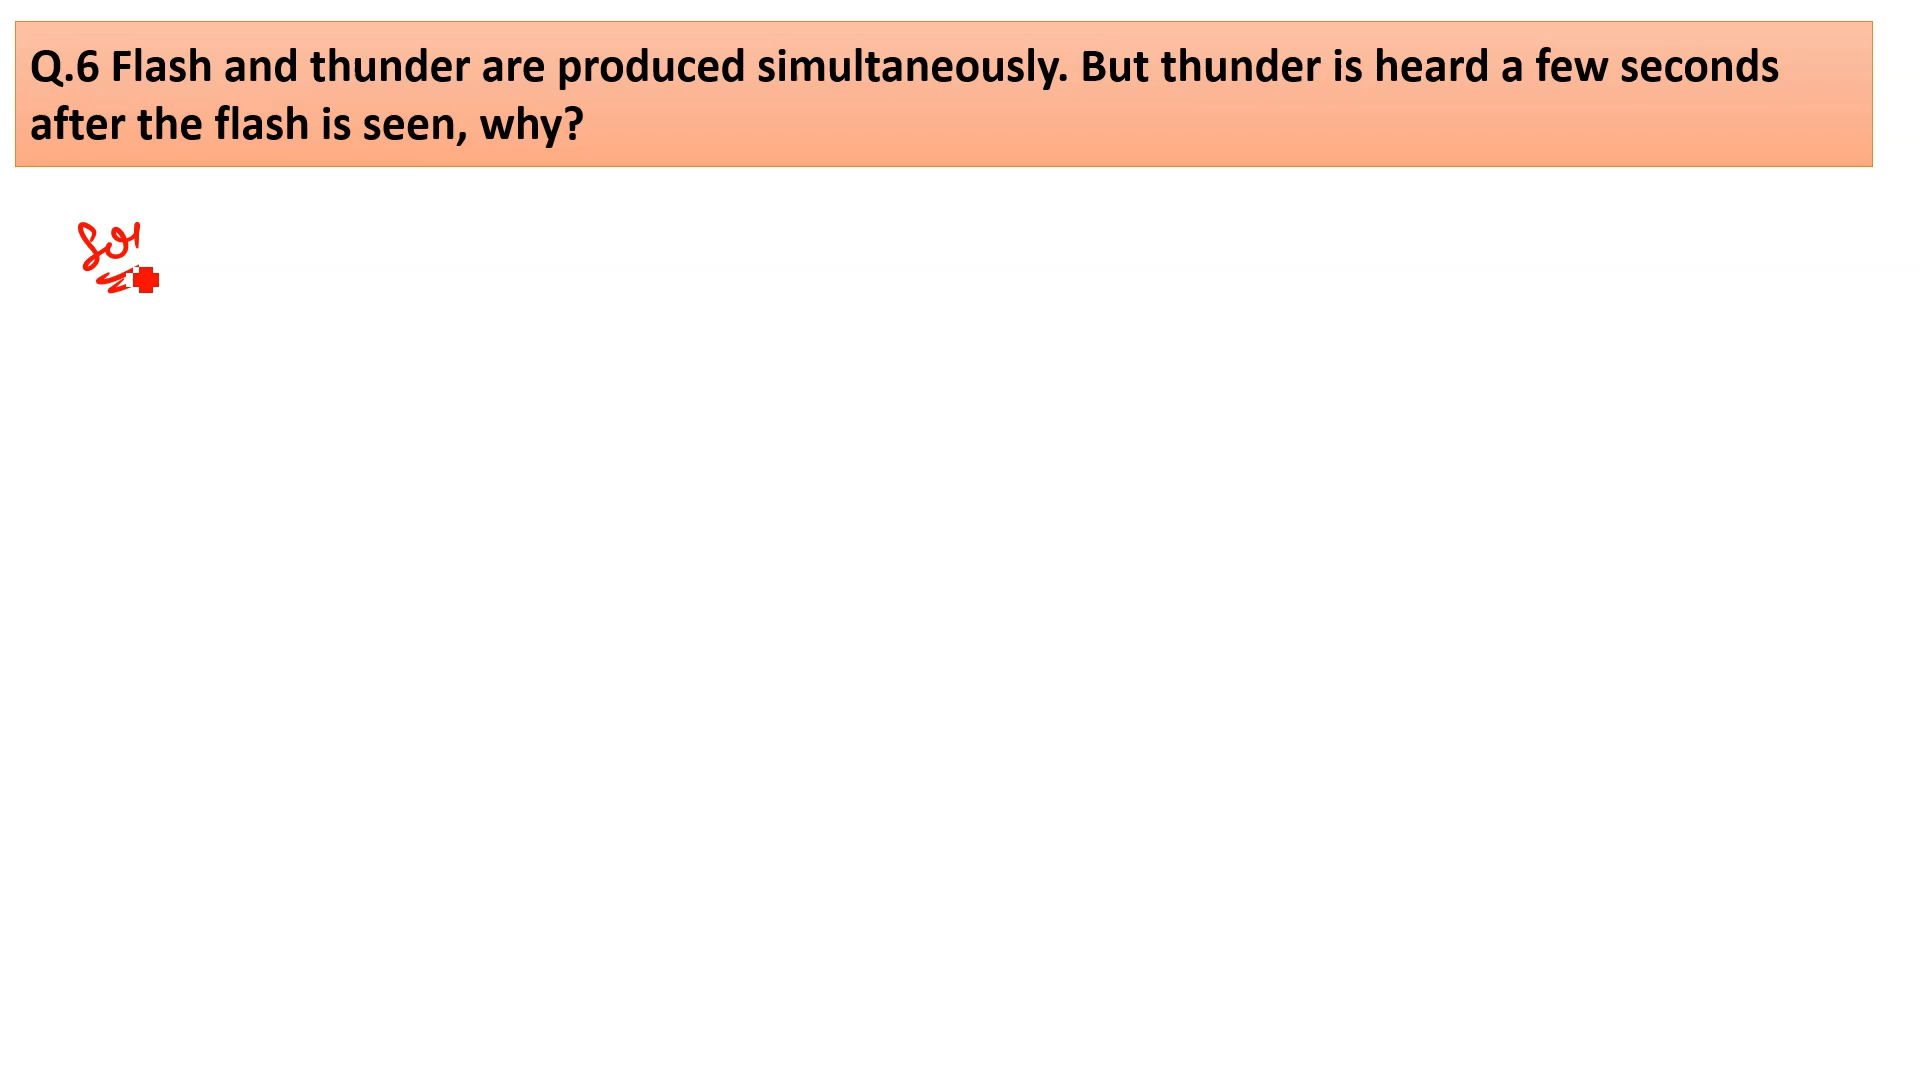 Q.6 Flash and thunder are produced simultaneously. But thunder is heard a few seconds
after the flash is seen, why?
Sol